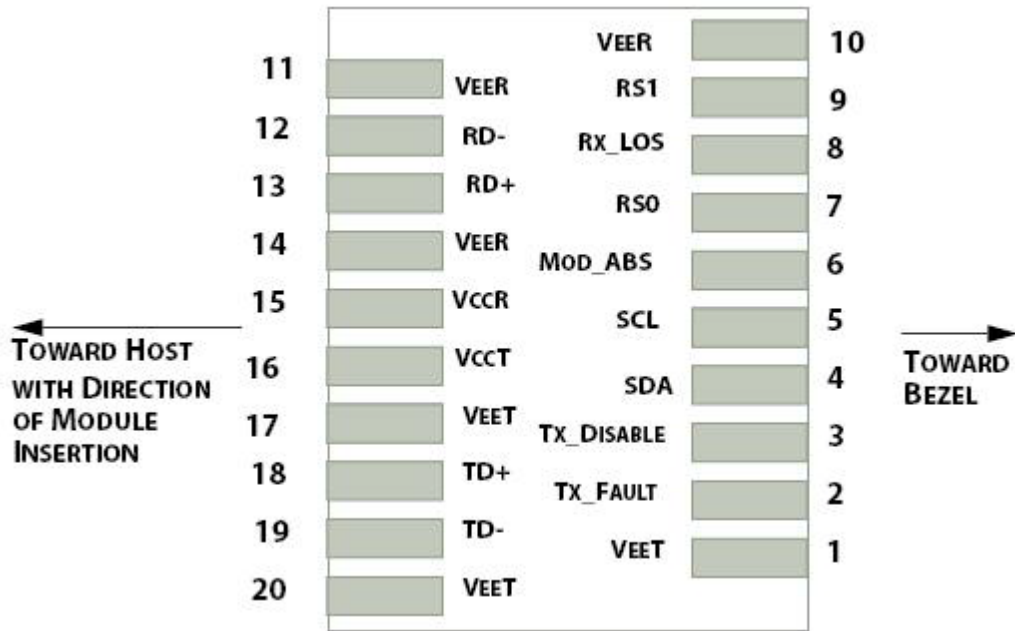 11 VEER
12 RD-
13 RD+
14 VEER
15 VCCR
16 VCCT
17 VEET
18 TD+
19 TD-
20 VEET
VEER 10
RS1 9
RX_LOS 8
RS0 7
MOD_ABS 6
SCL 5
SDA 4
TX_DISABLE 3
TX_FAULT 2
VEET 1
TOWARD HOST
WITH DIRECTION
OF MODULE
INSERTION
TOWARD
BEZEL